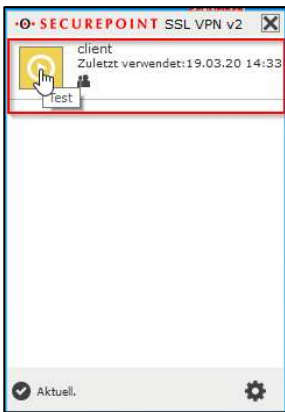 SECUREPOINT SSL VPN v2
client
Zuletzt verwendet:19.03.20 14:33
Test
Aktuell.